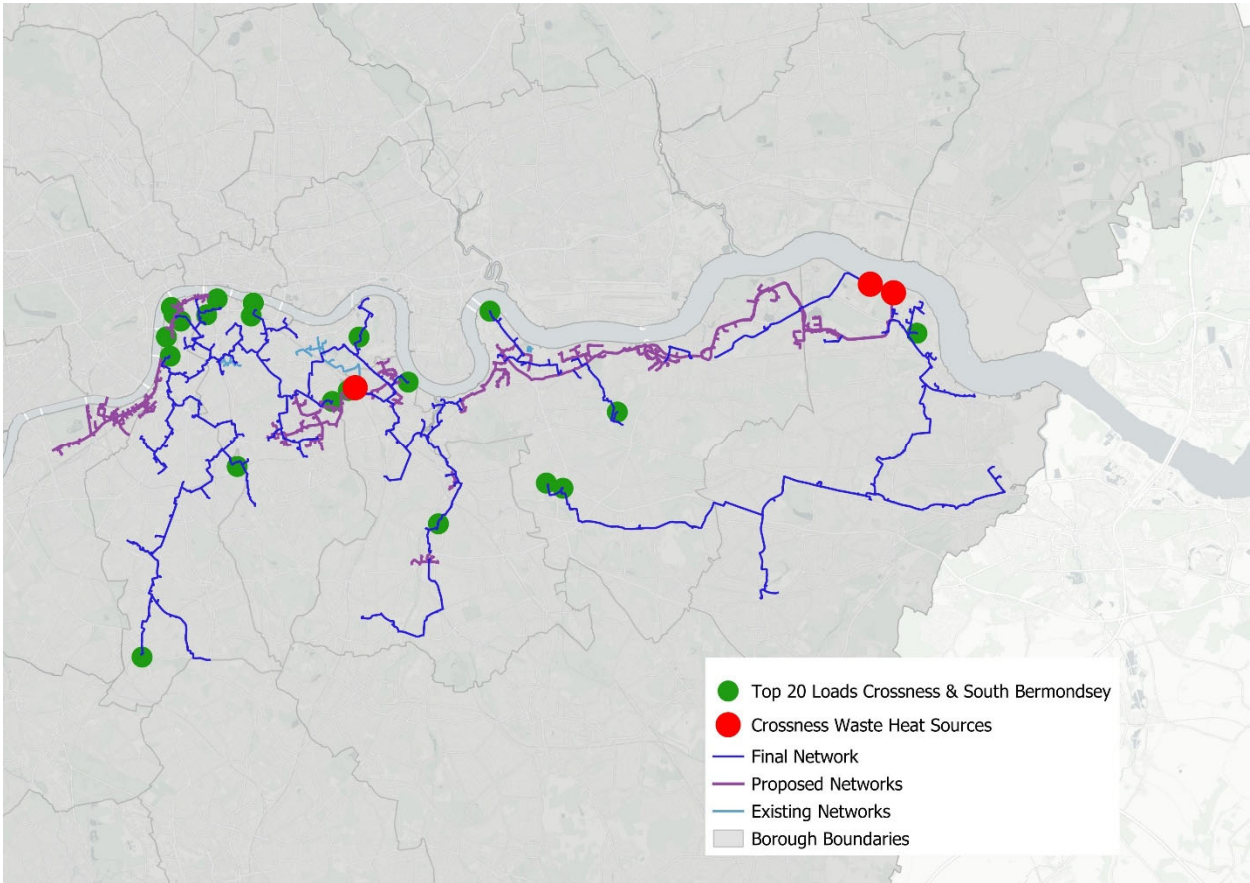 Top 20 Loads Crossness & South Bermondsey
Crossness Waste Heat Sources
Final Network
Proposed Networks
Existing Networks
Borough Boundaries